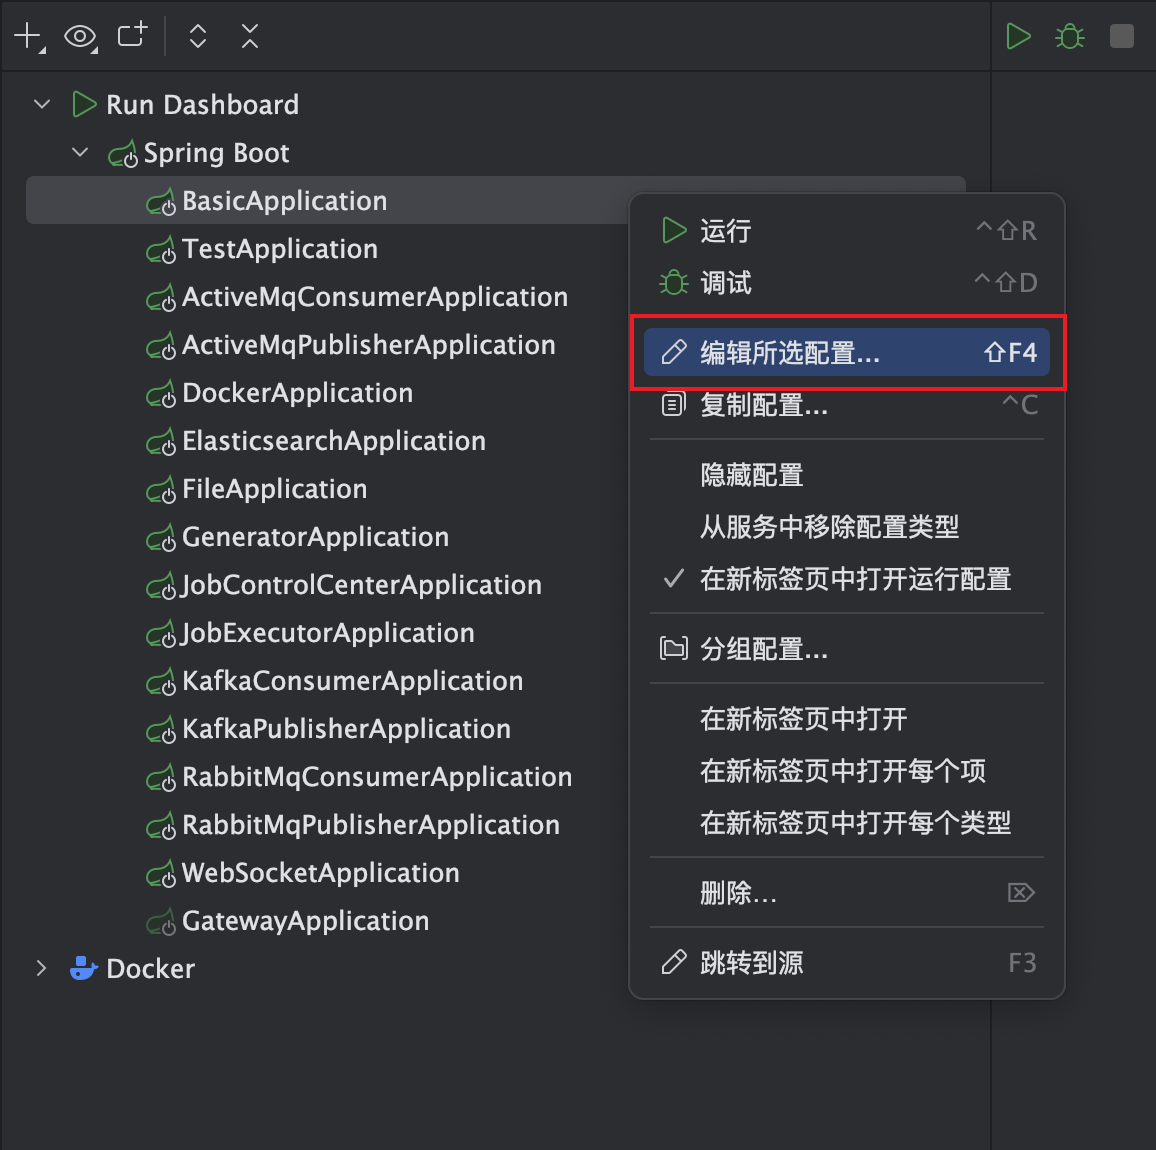 Run Dashboard
Spring Boot
BasicApplication
TestApplication
ActiveMqConsumerApplication
ActiveMqPublisherApplication
DockerApplication
ElasticsearchApplication
FileApplication
GeneratorApplication
JobControlCenterApplication
JobExecutorApplication
KafkaConsumerApplication
KafkaPublisherApplication
RabbitMqConsumerApplication
RabbitMqPublisherApplication
WebSocketApplication
GatewayApplication
Docker
运行 ⌃⇧R
调试 ⌃⇧D
编辑所选配置... ⇧F4
复制配置... ⌃C
隐藏配置
从服务中移除配置类型
在新标签页中打开运行配置
分组配置...
在新标签页中打开
在新标签页中打开每个项
在新标签页中打开每个类型
删除... ⌦
跳转到源 F3